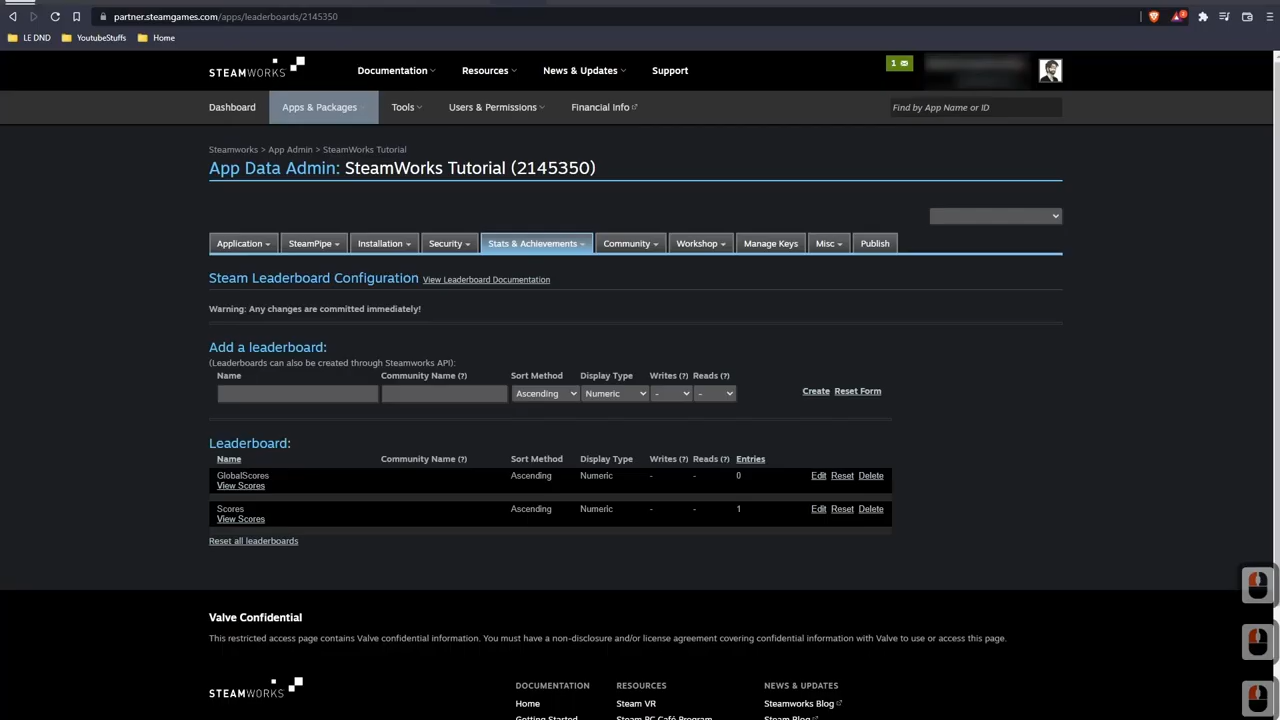 partner.steamgames.com/apps/leaderboards/2145350
LE DND YoutubeStuffs Home
STEAMWORKS Documentation Resources News & Updates Support 1
Dashboard Apps & Packages Tools Users & Permissions Financial Info Find by App Name or ID
Steamworks > App Admin > SteamWorks Tutorial
App Data Admin: SteamWorks Tutorial (2145350)
Application SteamPipe Installation Security Stats & Achievements Community Workshop Manage Keys Misc Publish
Steam Leaderboard Configuration View Leaderboard Documentation
Warning: Any changes are committed immediately!
Add a leaderboard:
(Leaderboards can also be created through Steamworks API):
Name Community Name (?) Sort Method Display Type Writes (?) Reads (?)
Ascending Numeric - - Create Reset Form
Leaderboard:
Name Community Name (?) Sort Method Display Type Writes (?) Reads (?) Entries
GlobalScores Ascending Numeric - - 0 Edit Reset Delete
View Scores
Scores Ascending Numeric - - 1 Edit Reset Delete
View Scores
Reset all leaderboards
Valve Confidential
This restricted access page contains Valve confidential information. You must have a non-disclosure and/or license agreement covering confidential information with Valve to use or access this page.
STEAMWORKS DOCUMENTATION RESOURCES NEWS & UPDATES
Home Steam VR Steamworks Blog
Getting Started Steam PC Café Program Steam Blog